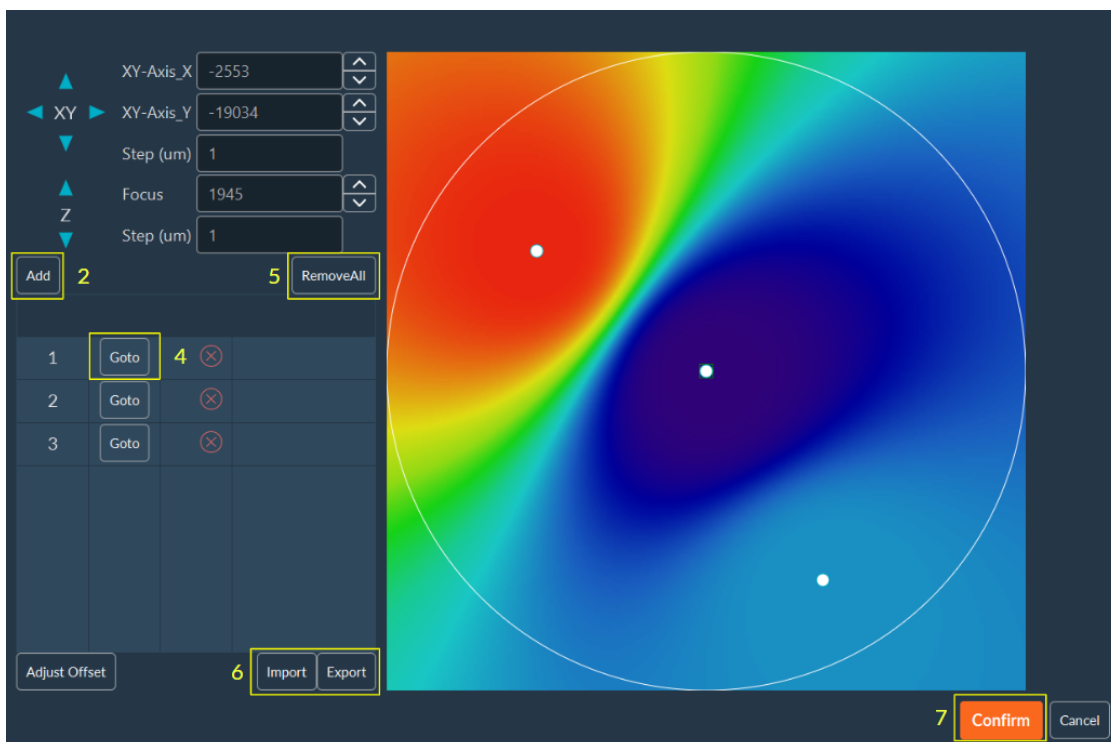 XY-Axis_X -2553
XY XY-Axis_Y -19034
Step (um) 1
Focus 1945
Z
Step (um) 1
Add 2 5 RemoveAll
1 Goto 4
2 Goto
3 Goto
Adjust Offset 6 Import Export
7 Confirm Cancel